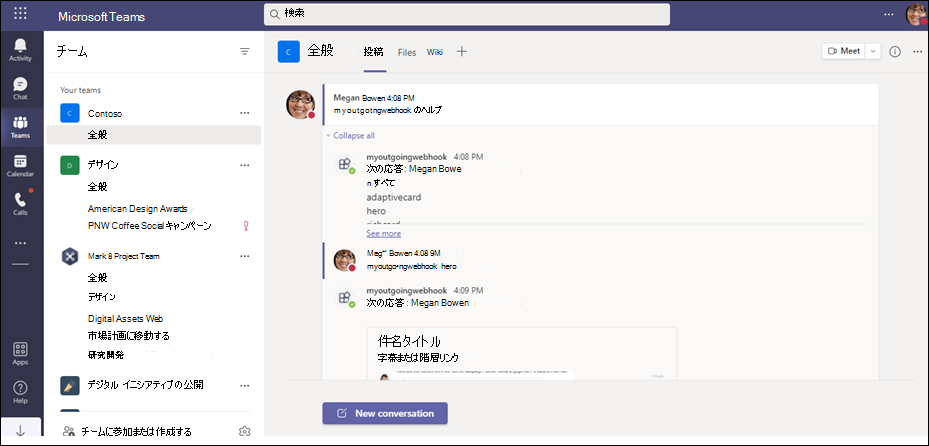 Microsoft Teams
検索
Activity
Chat
Teams
Calendar
Calls
Apps
Help
チーム
Your teams
C
Contoso
全般
D
デザイン
全般
American Design Awards
PNW Coffee Socialキャンペーン
Mark 8 Project Team
全般
デザイン
Digital Assets Web
市場計画に移動する
研究開発
デジタル イニシアティブの公開
チームに参加または作成する
C
全般
投稿
Files
Wiki
Meet
Megan Bowen 4:08 PM
myoutgoingwebhook のヘルプ
Collapse all
myoutgoingwebhook 4:08 PM
次の応答: Megan Bowe
n すべて
adaptivecard
hero
See more
Bowen 4.08 9M
hero
myoutgoingwebhook 4:09 PM
次の応答: Megan Bowen
件名タイトル
字幕または階層リンク
New conversation